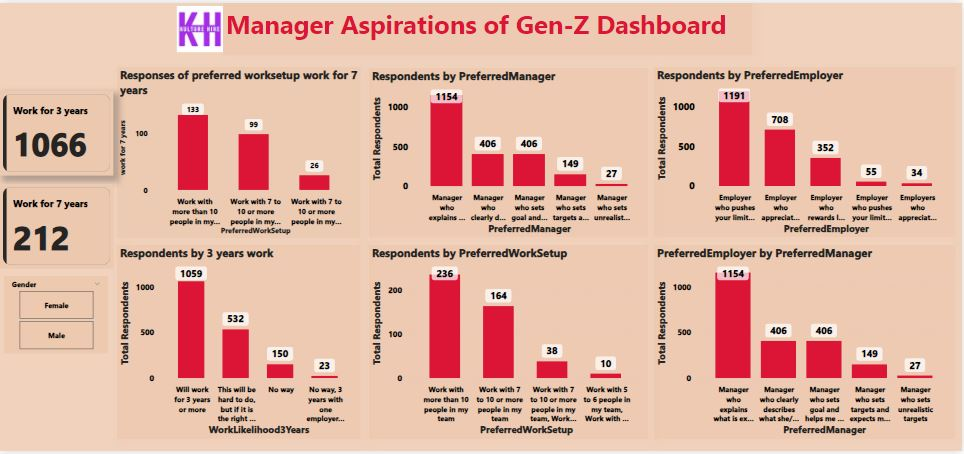 KH
KULTURE HIRE
Manager Aspirations of Gen-Z Dashboard
Work for 3 years
1066
Work for 7 years
212
Gender
Female
Male
Responses of preferred worksetup work for 7
years
work for 7 years
100
0
133
99
26
Work with
more than 10
people in my...
Work with 7 to
10 or more
people in my...
Work with 7 to
10 or more
people in my...
PreferredWorkSetup
Respondents by PreferredManager
Total Respondents
1000
500
0
1154
406
406
149
27
Manager
who
explains ...
Manager
who
clearly d...
Manager
who sets
goal and...
Manager
who sets
targets a...
Manager
who sets
unrealist...
PreferredManager
Respondents by PreferredEmployer
Total Respondents
1000
500
0
1191
708
352
55
34
Employer
who pushes
your limit...
Employer
who
appreciat...
Employer
who
rewards l...
Employer
who pushes
your limit...
Employers
who
appreciat...
PreferredEmployer
Respondents by 3 years work
Total Respondents
1000
500
0
1059
532
150
23
Will work
for 3 years
or more
This will be
hard to do,
but if it is
the right ...
No way
No way, 3
years with
one
employer...
WorkLikelihood3Years
Respondents by PreferredWorkSetup
Total Respondents
200
100
0
236
164
38
10
Work with
more than 10
people in my
team
Work with 7
to 10 or more
people in my
team
Work with 7
to 10 or more
people in my
team, Work...
Work with 5
to 6 people in
my team,
Work with ...
PreferredWorkSetup
PreferredEmployer by PreferredManager
Total Respondents
1000
500
0
1154
406
406
149
27
Manager
who
explains
what is ex...
Manager
who clearly
describes
what she/...
Manager
who sets
goal and
helps me ...
Manager
who sets
targets and
expects m...
Manager
who sets
unrealistic
targets
PreferredManager